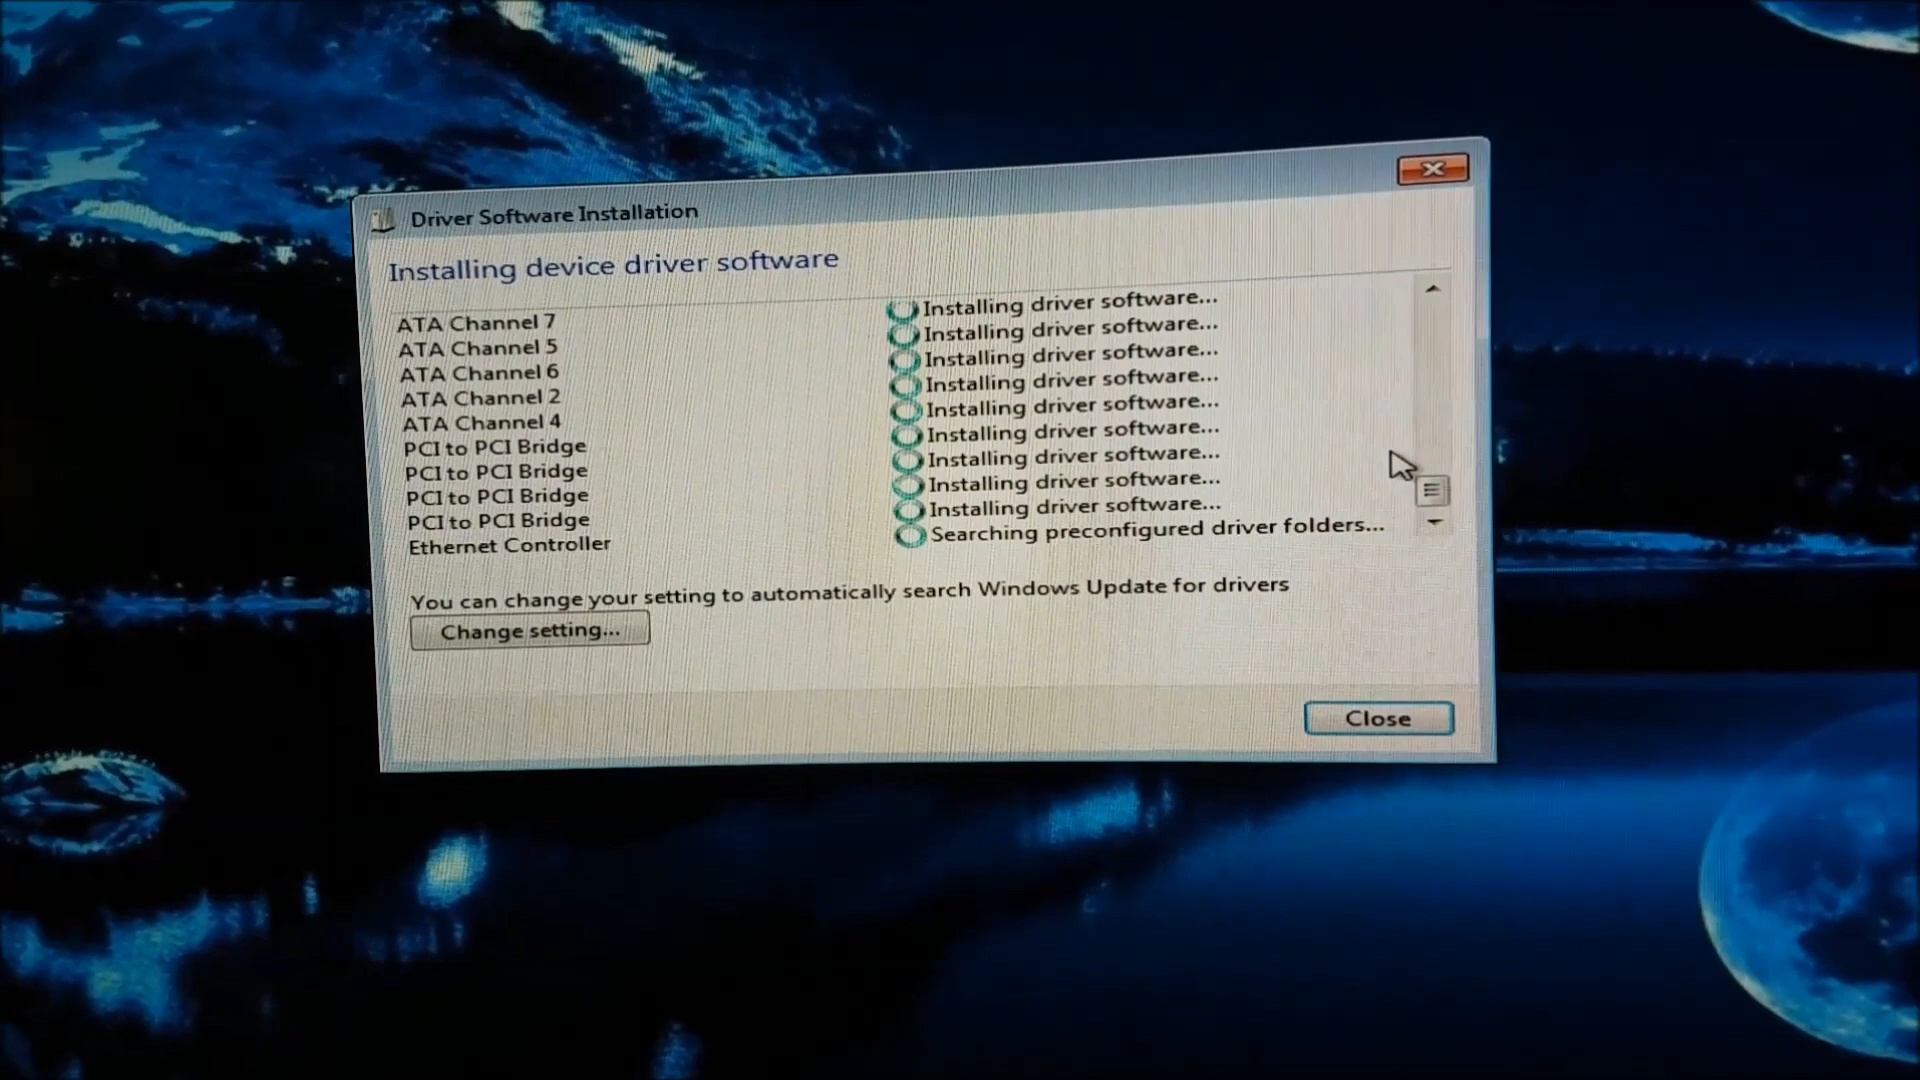 Driver Software Installation
Installing device driver software
ATA Channel 7 Installing driver software...
ATA Channel 5 Installing driver software...
ATA Channel 6 Installing driver software...
ATA Channel 2 Installing driver software...
ATA Channel 4 Installing driver software...
PCI to PCI Bridge Installing driver software...
PCI to PCI Bridge Installing driver software...
PCI to PCI Bridge Installing driver software...
PCI to PCI Bridge Installing driver software...
Ethernet Controller Searching preconfigured driver folders...
You can change your setting to automatically search Windows Update for drivers
Change setting...
Close